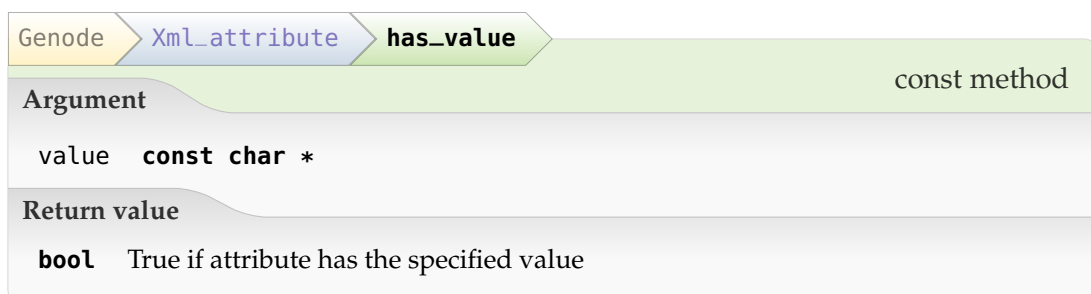 Genode Xml_attribute has_value
const method
Argument
value const char *
Return value
bool True if attribute has the specified value